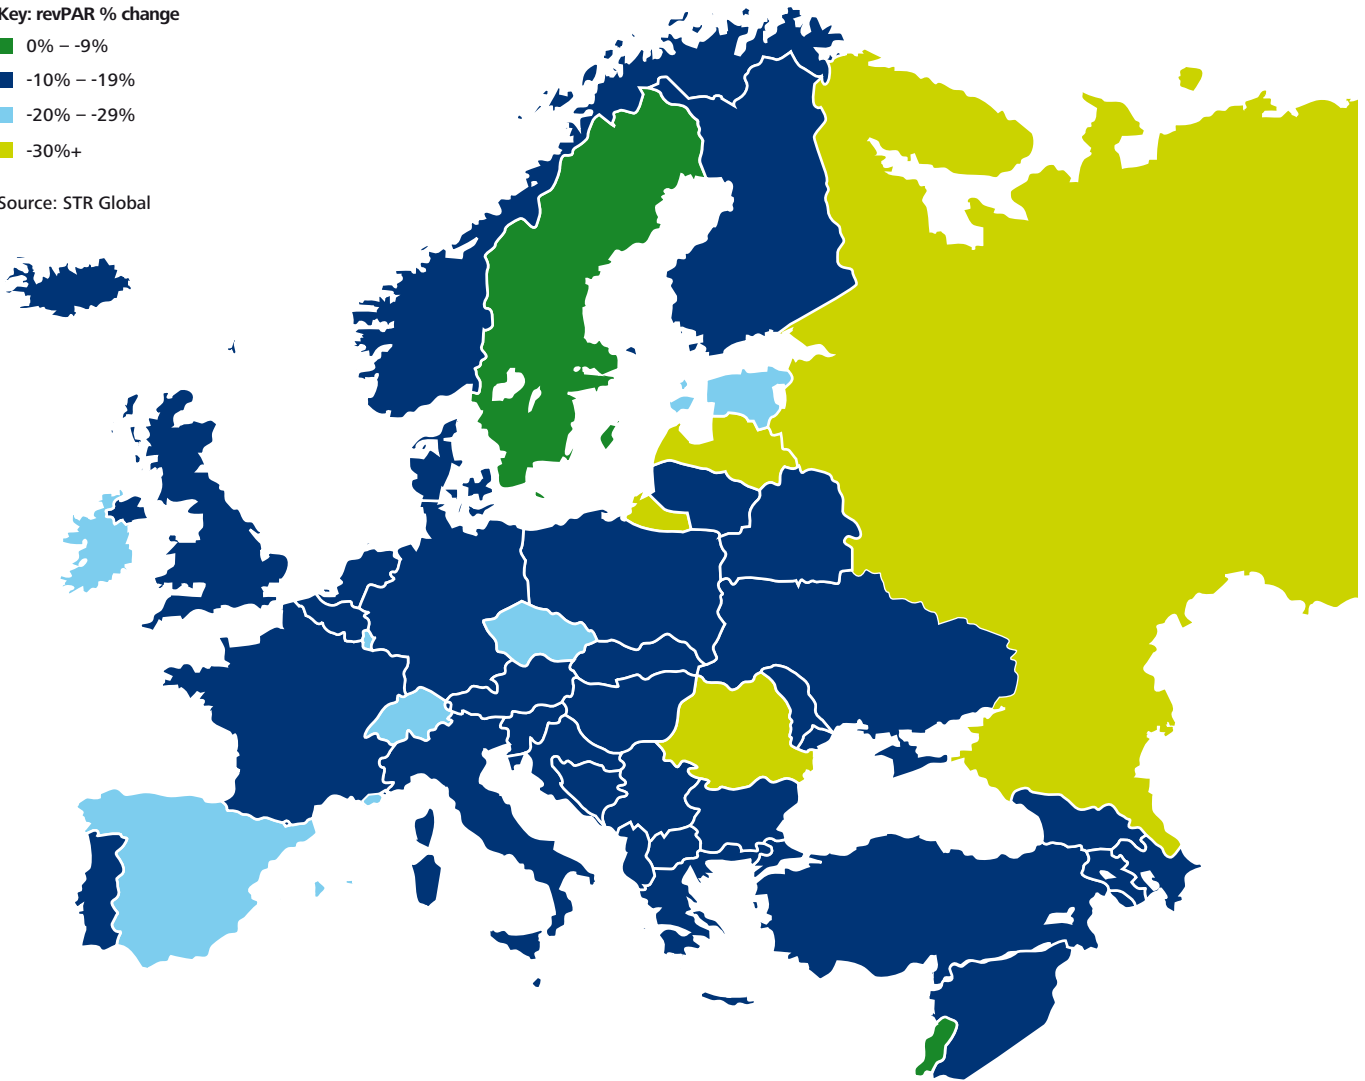 Key: revPAR % change
0% – -9%
-10% – -19%
-20% – -29%
-30%+
Source: STR Global